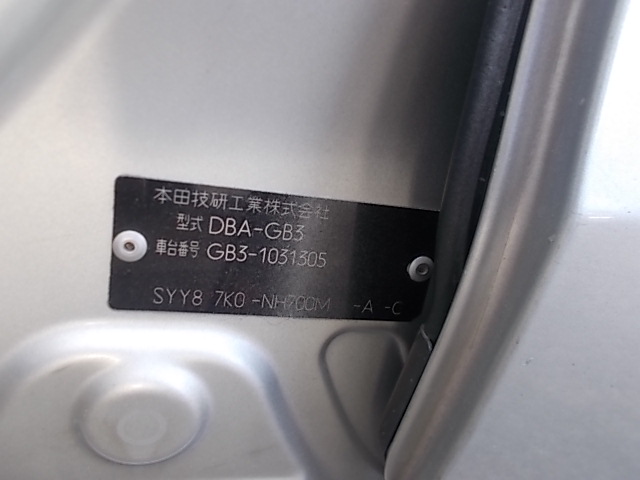 本田技研工業株式会社
型式 DBA-GB3
車台番号 GB3-1031305
SYY8 7K0 -NH700M -A -C